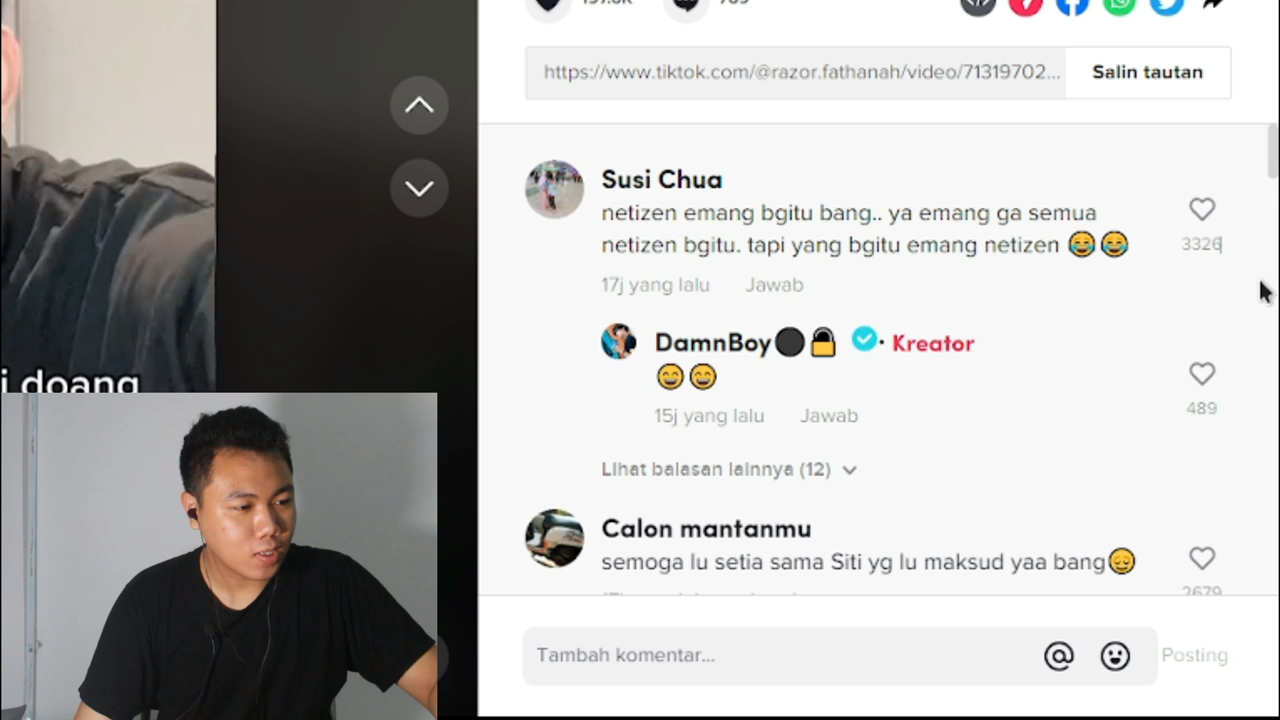 https://www.tiktok.com/@razor.fathanah/video/71319702...
Salin tautan
Susi Chua
netizen emang bgitu bang.. ya emang ga semua
netizen bgitu. tapi yang bgitu emang netizen 😂😂
3326
17j yang lalu Jawab
DamnBoy⚫🔒 · Kreator
😄😄
489
15j yang lalu Jawab
Lihat balasan lainnya (12)
i doang
Calon mantanmu
semoga lu setia sama Siti yg lu maksud yaa bang😌
2679
Tambah komentar...
Posting